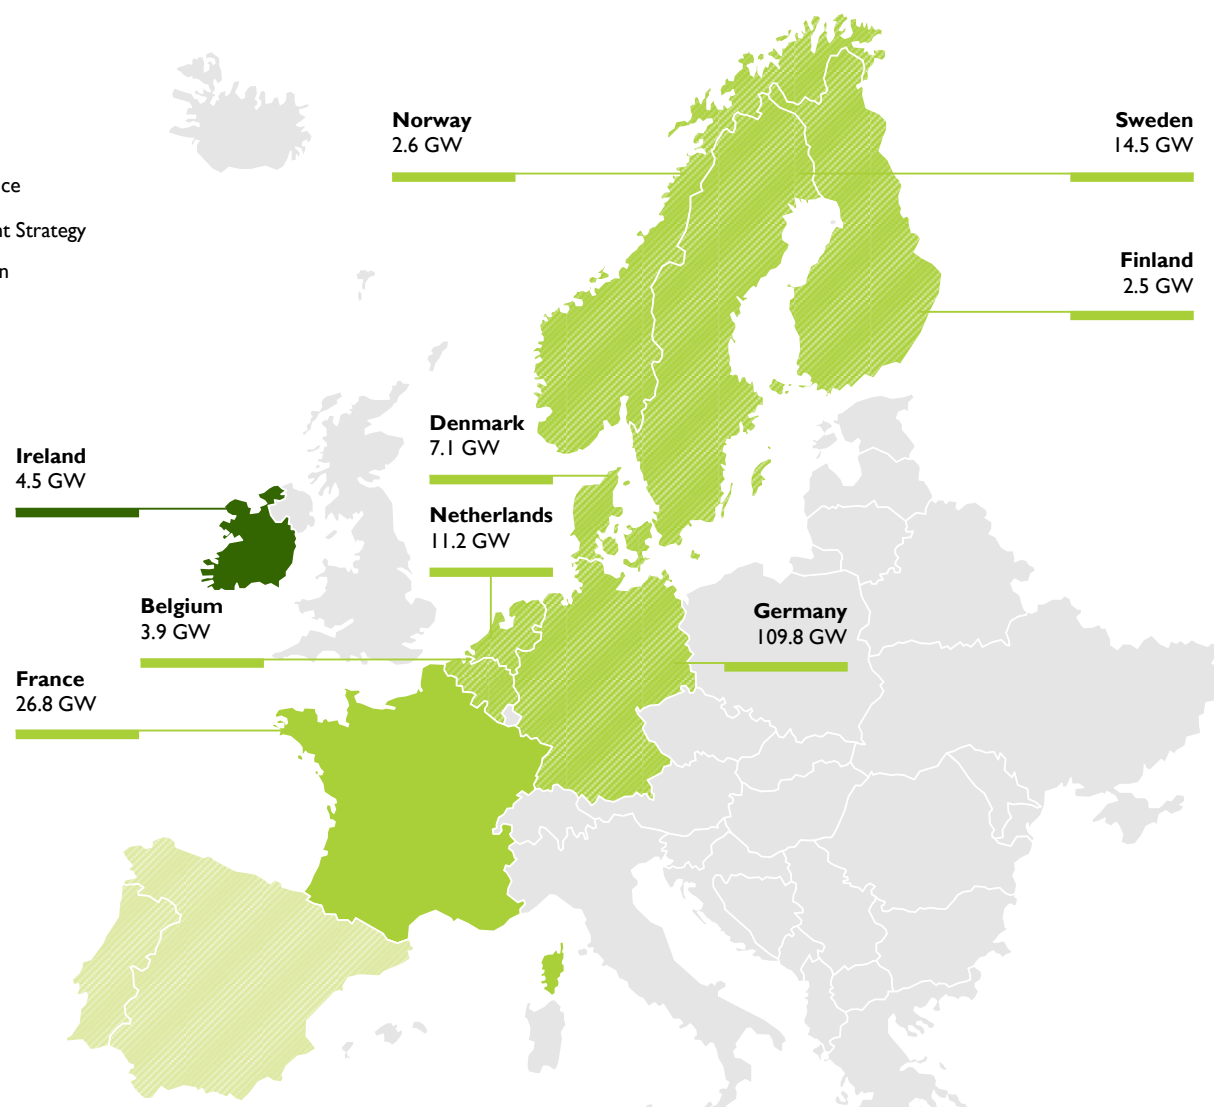 Norway
2.6 GW
Sweden
14.5 GW
ce
nt Strategy
n
Finland
2.5 GW
Denmark
7.1 GW
Ireland
4.5 GW
Netherlands
11.2 GW
Belgium
3.9 GW
Germany
109.8 GW
France
26.8 GW